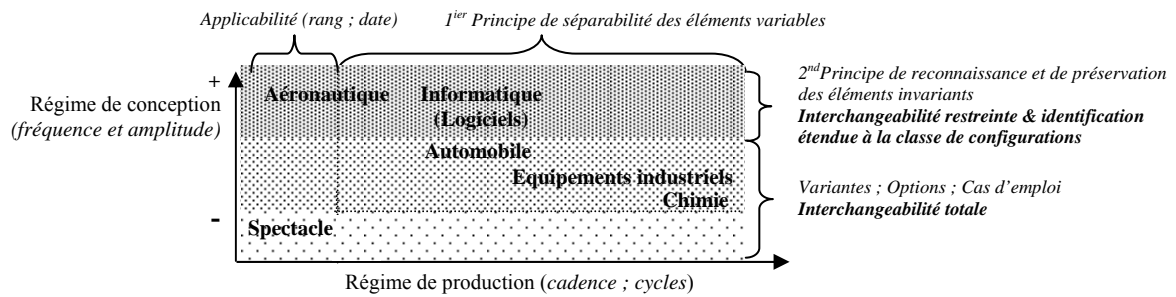 Applicabilité (rang ; date)
1ier Principe de séparabilité des éléments variables
+
Régime de conception
(fréquence et amplitude)
-
Aéronautique
Informatique
(Logiciels)
Automobile
Equipements industriels
Chimie
Spectacle
2nd Principe de reconnaissance et de préservation
des éléments invariants
Interchangeabilité restreinte & identification
étendue à la classe de configurations
Variantes ; Options ; Cas d'emploi
Interchangeabilité totale
Régime de production (cadence ; cycles)